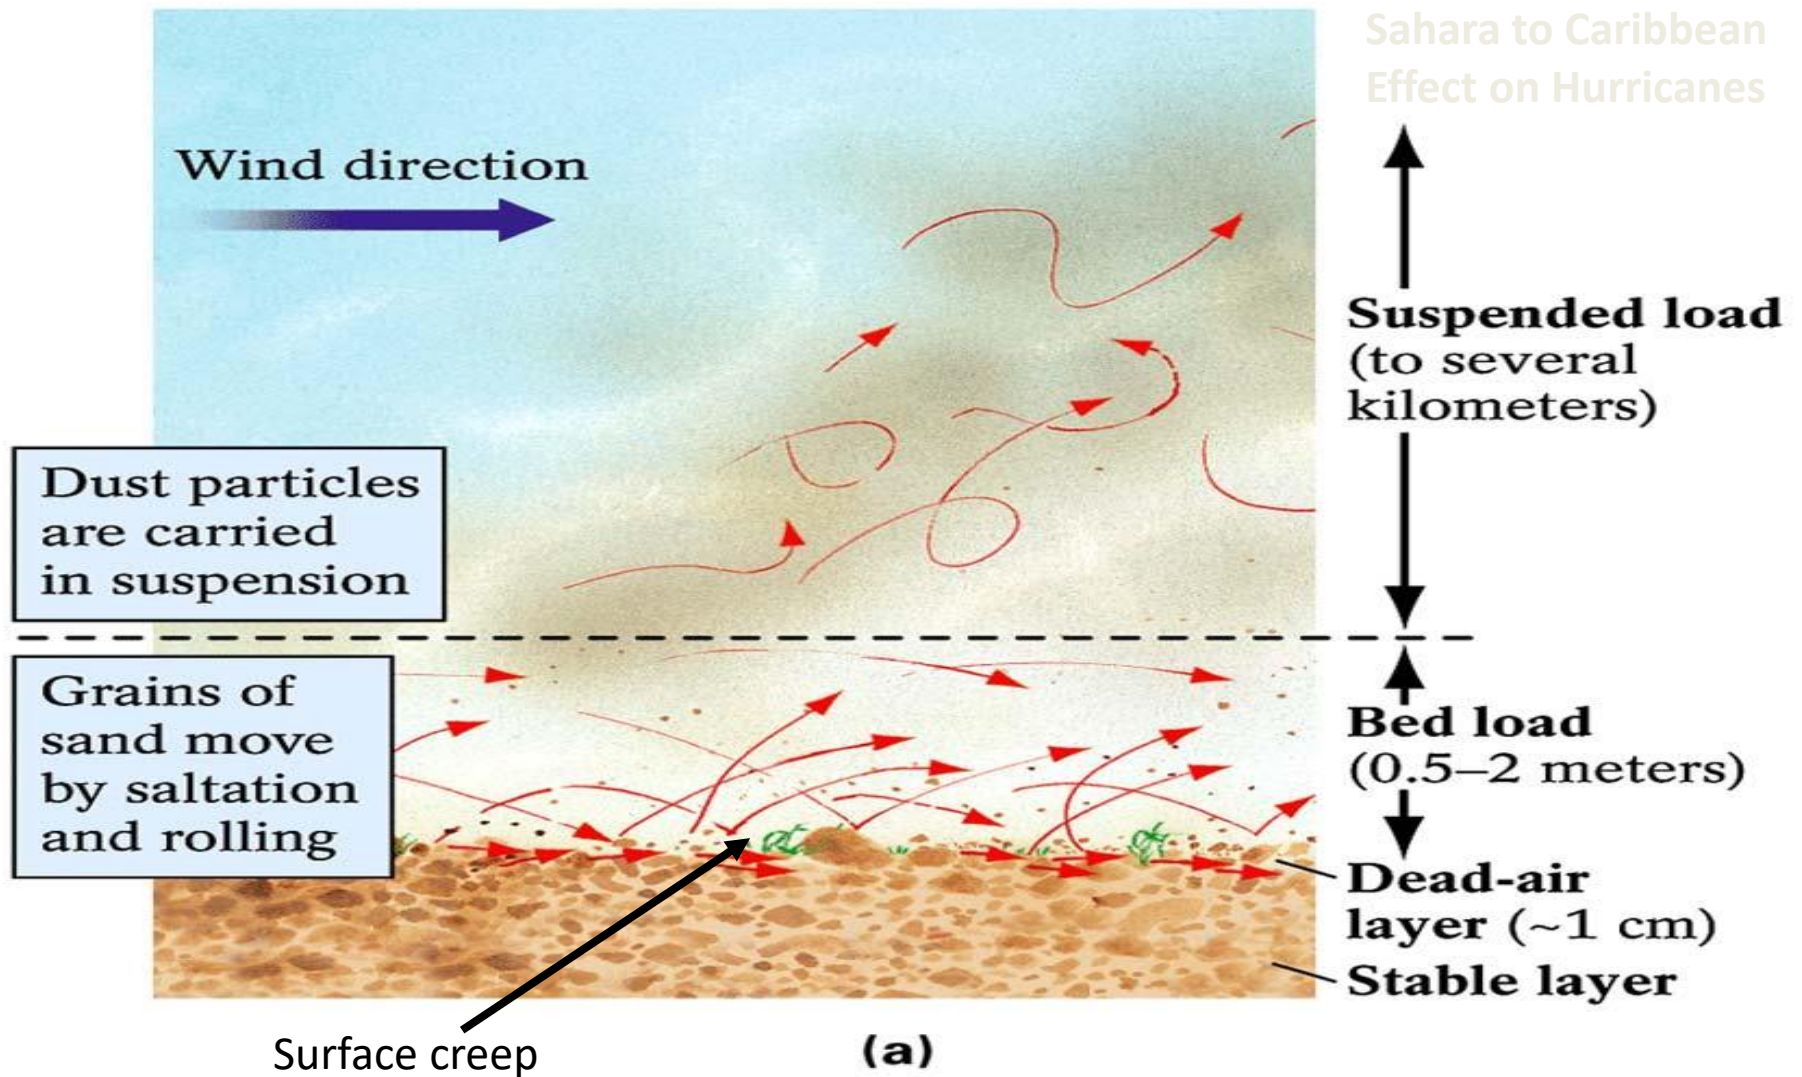 Sahara to Caribbean
Effect on Hurricanes
Wind direction
Suspended load
(to several
kilometers)
Dust particles
are carried
in suspension
Grains of
sand move
by saltation
and rolling
Bed load
(0.5–2 meters)
Dead-air
layer (~1 cm)
Stable layer
Surface creep
(a)